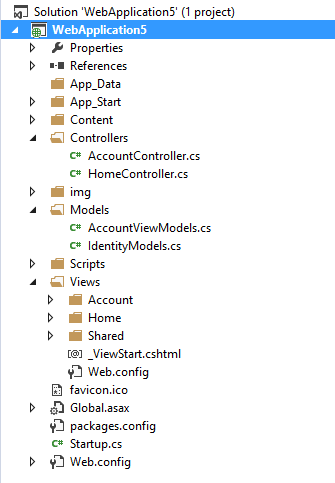 Solution 'WebApplication5' (1 project)
WebApplication5
Properties
References
App_Data
App_Start
Content
Controllers
C# AccountController.cs
C# HomeController.cs
img
Models
C# AccountViewModels.cs
C# IdentityModels.cs
Scripts
Views
Account
Home
Shared
[@] _ViewStart.cshtml
Web.config
favicon.ico
Global.asax
packages.config
C# Startup.cs
Web.config